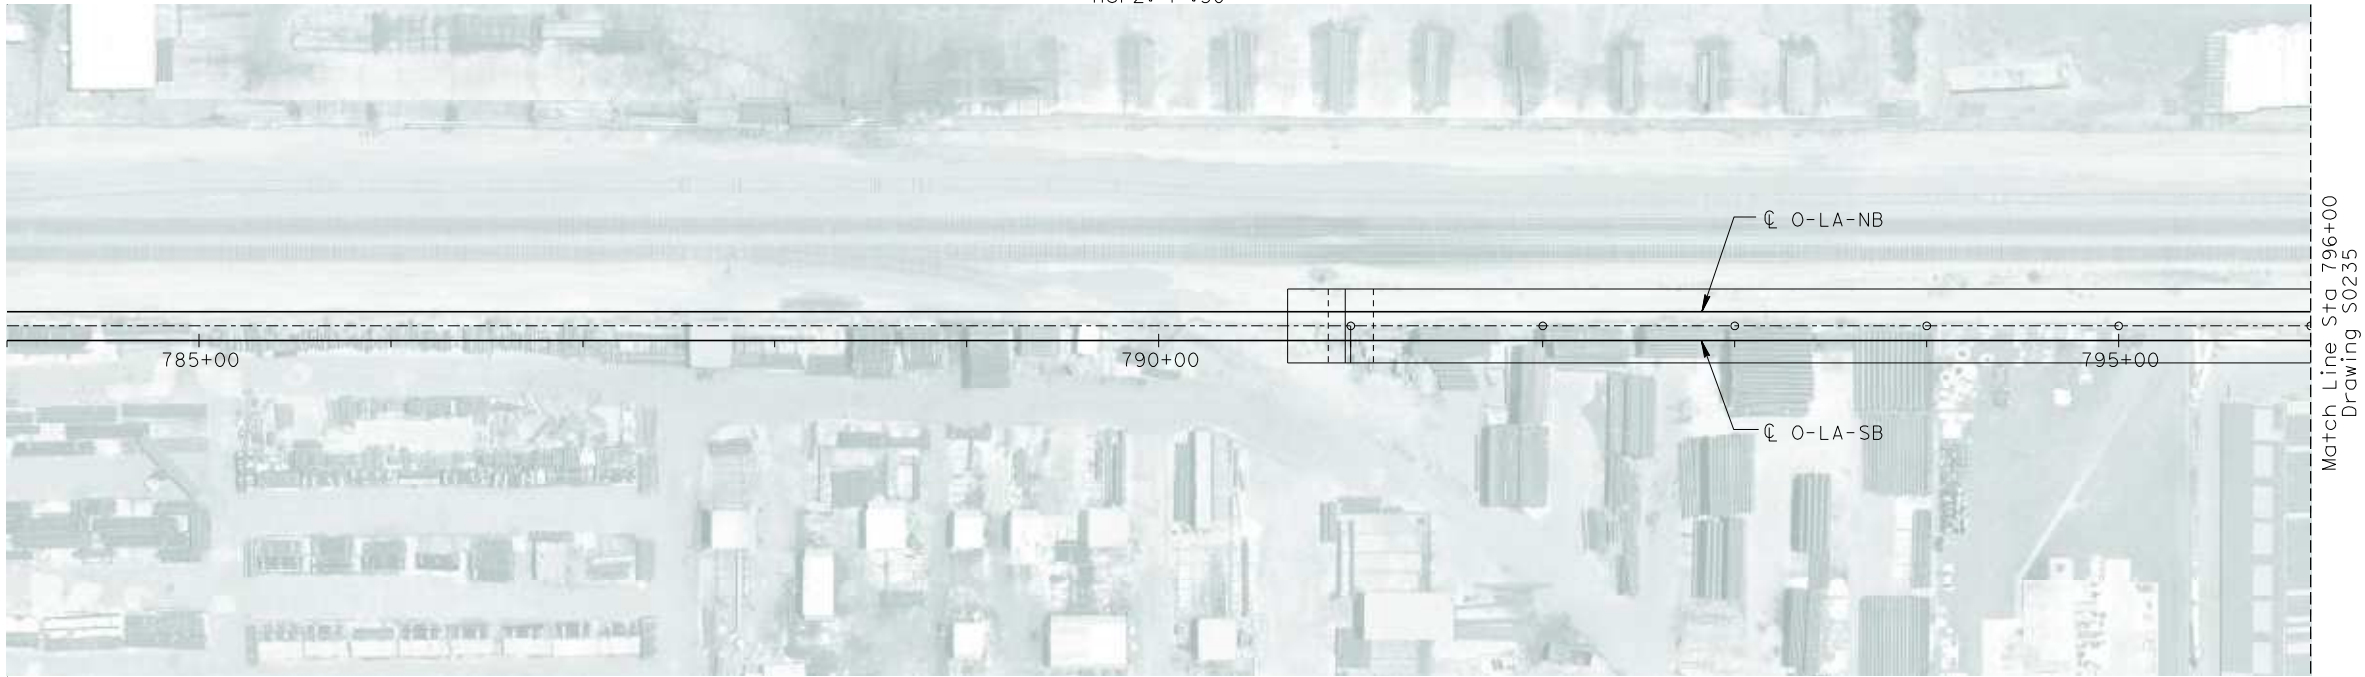 ℄ O-LA-NB
785+00
790+00
795+00
℄ O-LA-SB
Match Line Sta 796+00
Drawing S0235